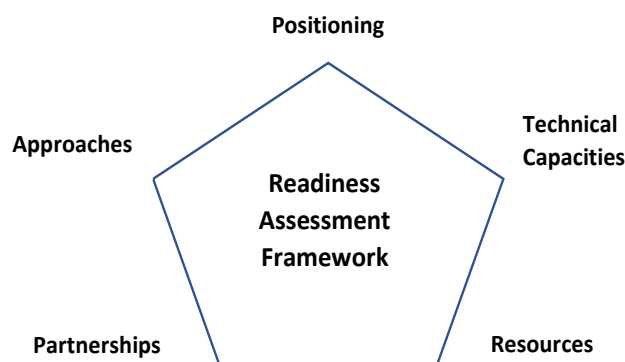 Positioning
Approaches
Technical
Capacities
Readiness
Assessment
Framework
Partnerships
Resources